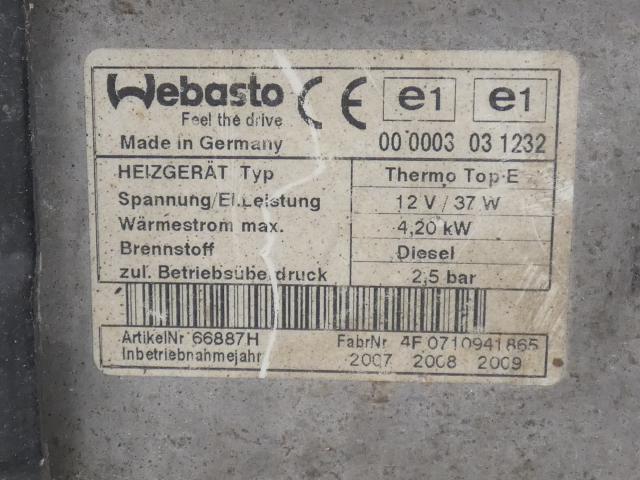 Webasto CE e1 e1
Feel the drive
Made in Germany 00 0003 03 1232
HEIZGERÄT Typ Thermo Top-E
Spannung/El.Leistung 12 V / 37 W
Wärmestrom max. 4,20 kW
Brennstoff Diesel
zul. Betriebsüberdruck 2,5 bar
ArtikelNr 66887H FabrNr 4F 0710941865
Inbetriebnahmejahr 2007 2008 2009